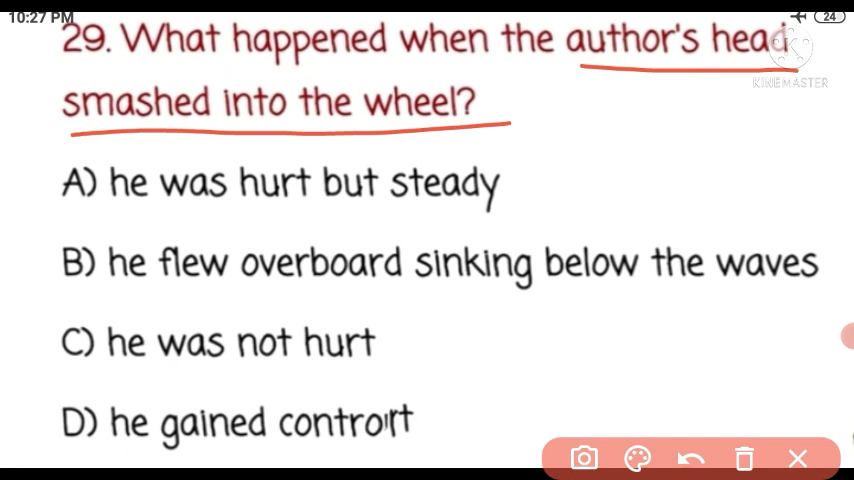 10:27 PM
24
29. What happened when the author's head
KINEMASTER
smashed into the wheel?
A) he was hurt but steady
B) he flew overboard sinking below the waves
C) he was not hurt
D) he gained